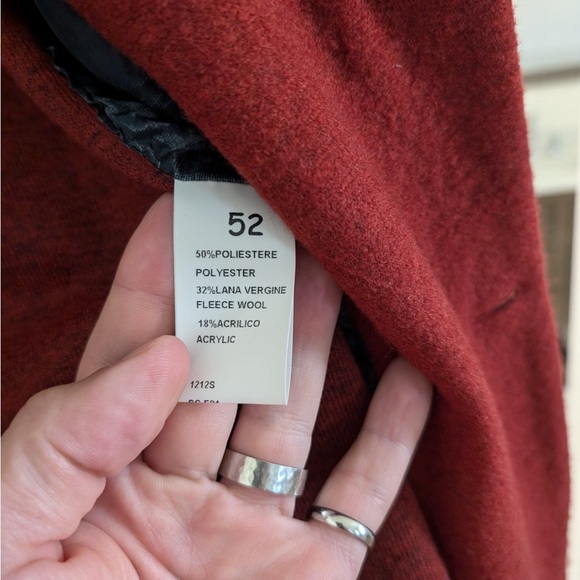 52
50%POLIESTERE
POLYESTER
32%LANA VERGINE
FLEECE WOOL
18%ACRILICO
ACRYLIC
1212S